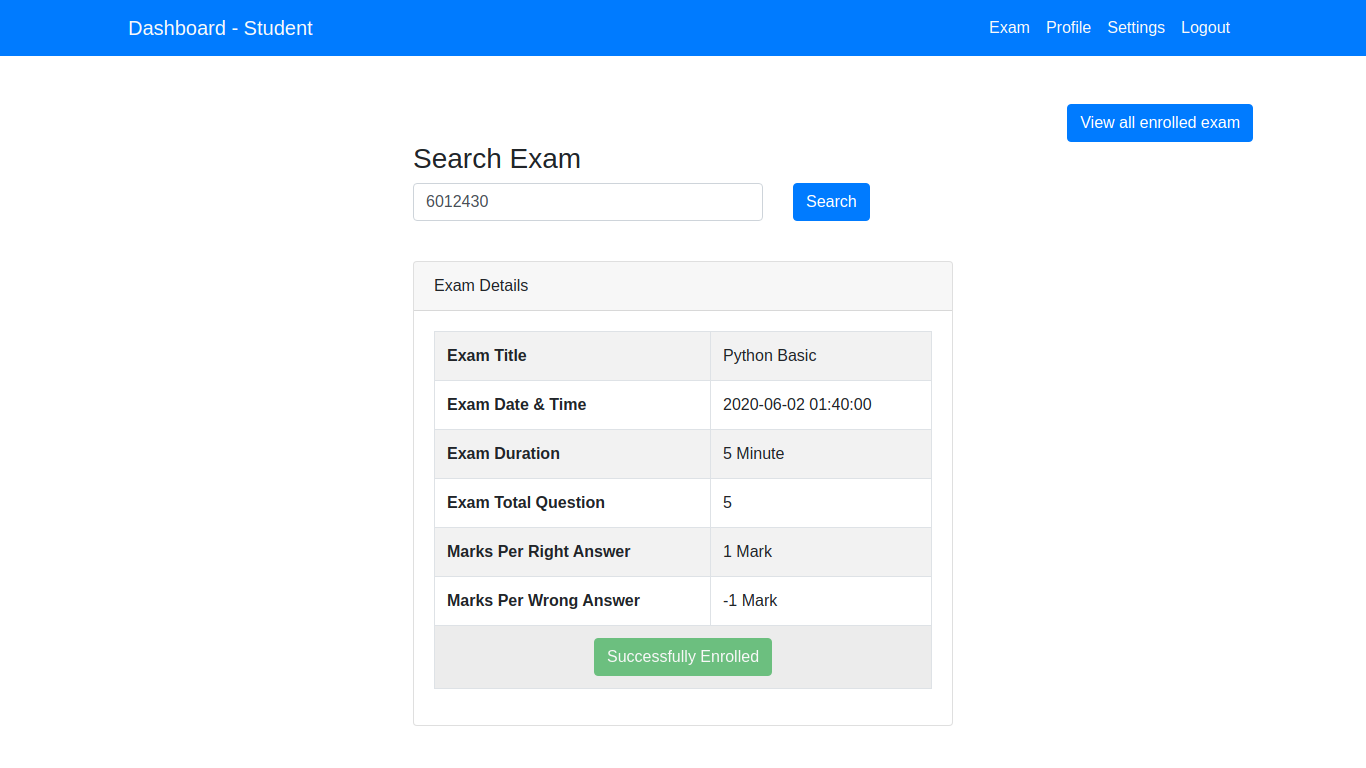 Dashboard - Student Exam Profile Settings Logout
View all enrolled exam
Search Exam
6012430 Search
Exam Details
Exam Title Python Basic
Exam Date & Time 2020-06-02 01:40:00
Exam Duration 5 Minute
Exam Total Question 5
Marks Per Right Answer 1 Mark
Marks Per Wrong Answer -1 Mark
Successfully Enrolled